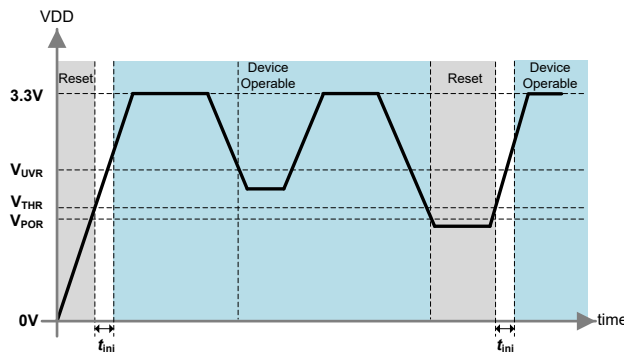 VDD
Reset
Device
Operable
Reset
Device
Operable
3.3V
VUVR
VTHR
VPOR
0V
time
tini
tini